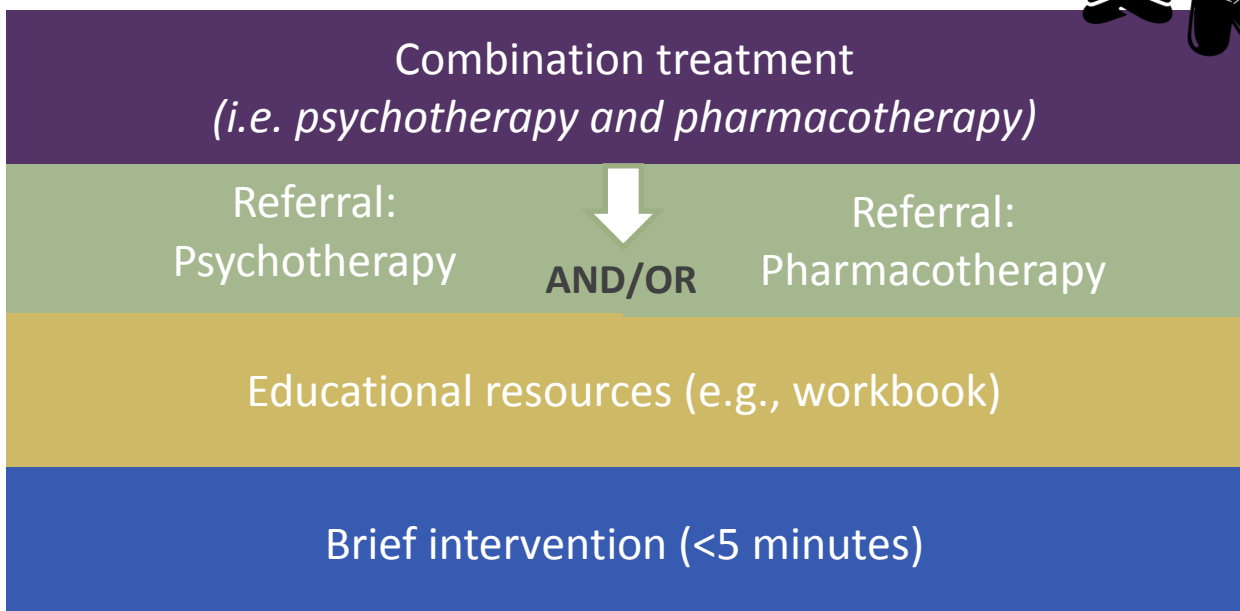 Combination treatment
(i.e. psychotherapy and pharmacotherapy)
Referral:
Psychotherapy
AND/OR
Referral:
Pharmacotherapy
Educational resources (e.g., workbook)
Brief intervention (<5 minutes)